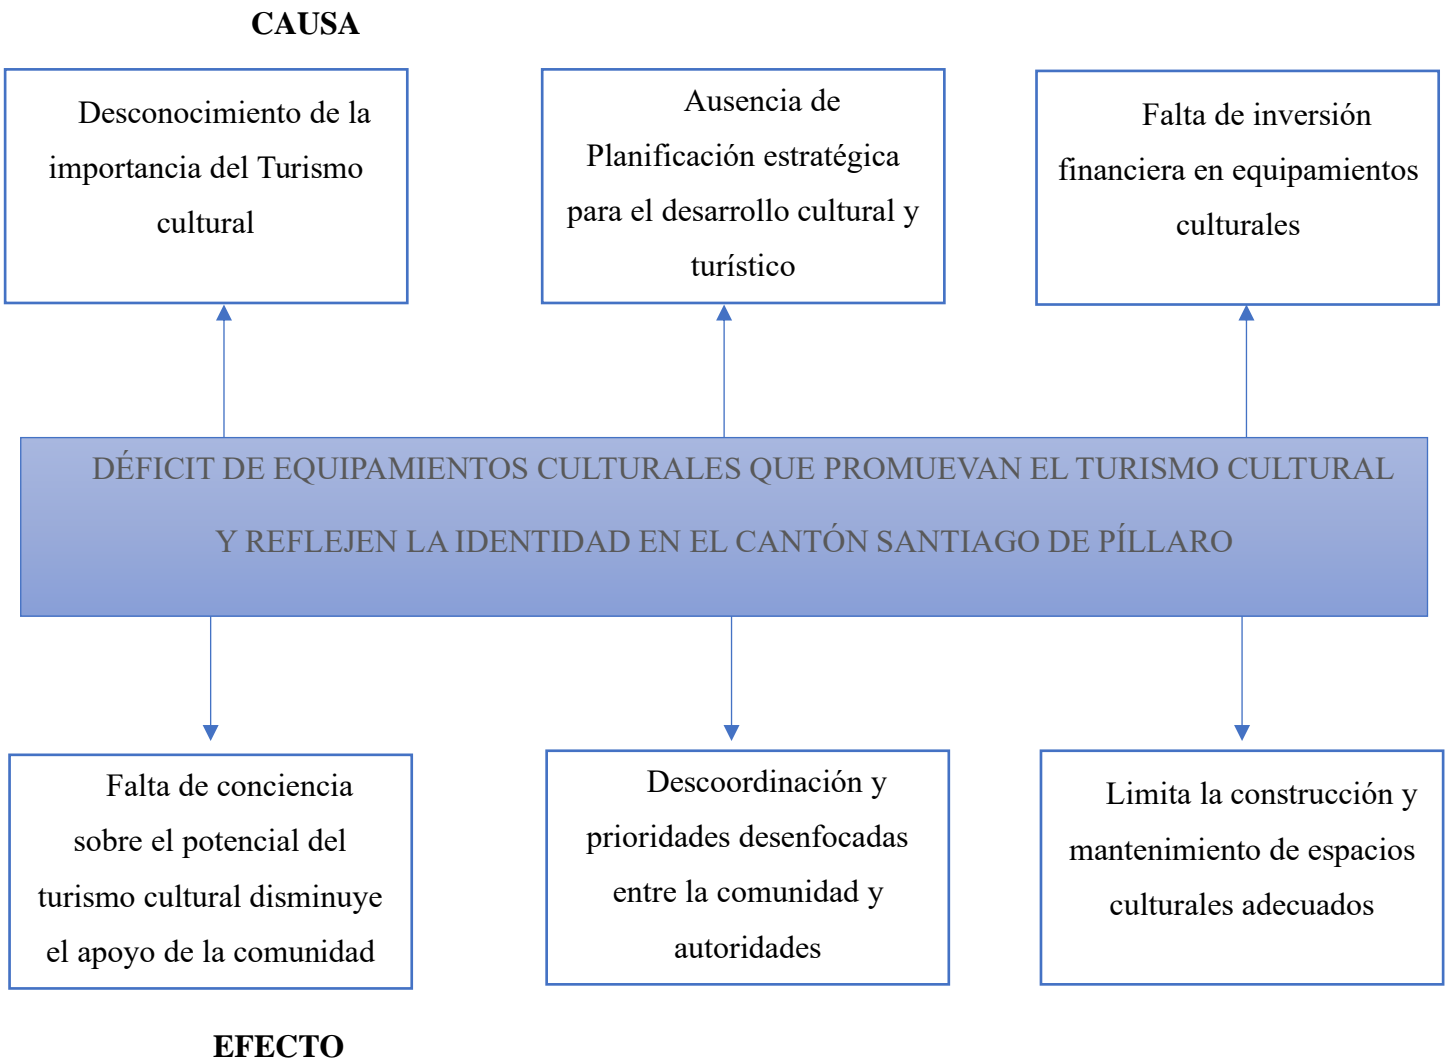 CAUSA
Desconocimiento de la
importancia del Turismo
cultural
Ausencia de
Planificación estratégica
para el desarrollo cultural y
turístico
Falta de inversión
financiera en equipamientos
culturales
DÉFICIT DE EQUIPAMIENTOS CULTURALES QUE PROMUEVAN EL TURISMO CULTURAL
Y REFLEJEN LA IDENTIDAD EN EL CANTÓN SANTIAGO DE PÍLLARO
Falta de conciencia
sobre el potencial del
turismo cultural disminuye
el apoyo de la comunidad
Descoordinación y
prioridades desenfocadas
entre la comunidad y
autoridades
Limita la construcción y
mantenimiento de espacios
culturales adecuados
EFECTO